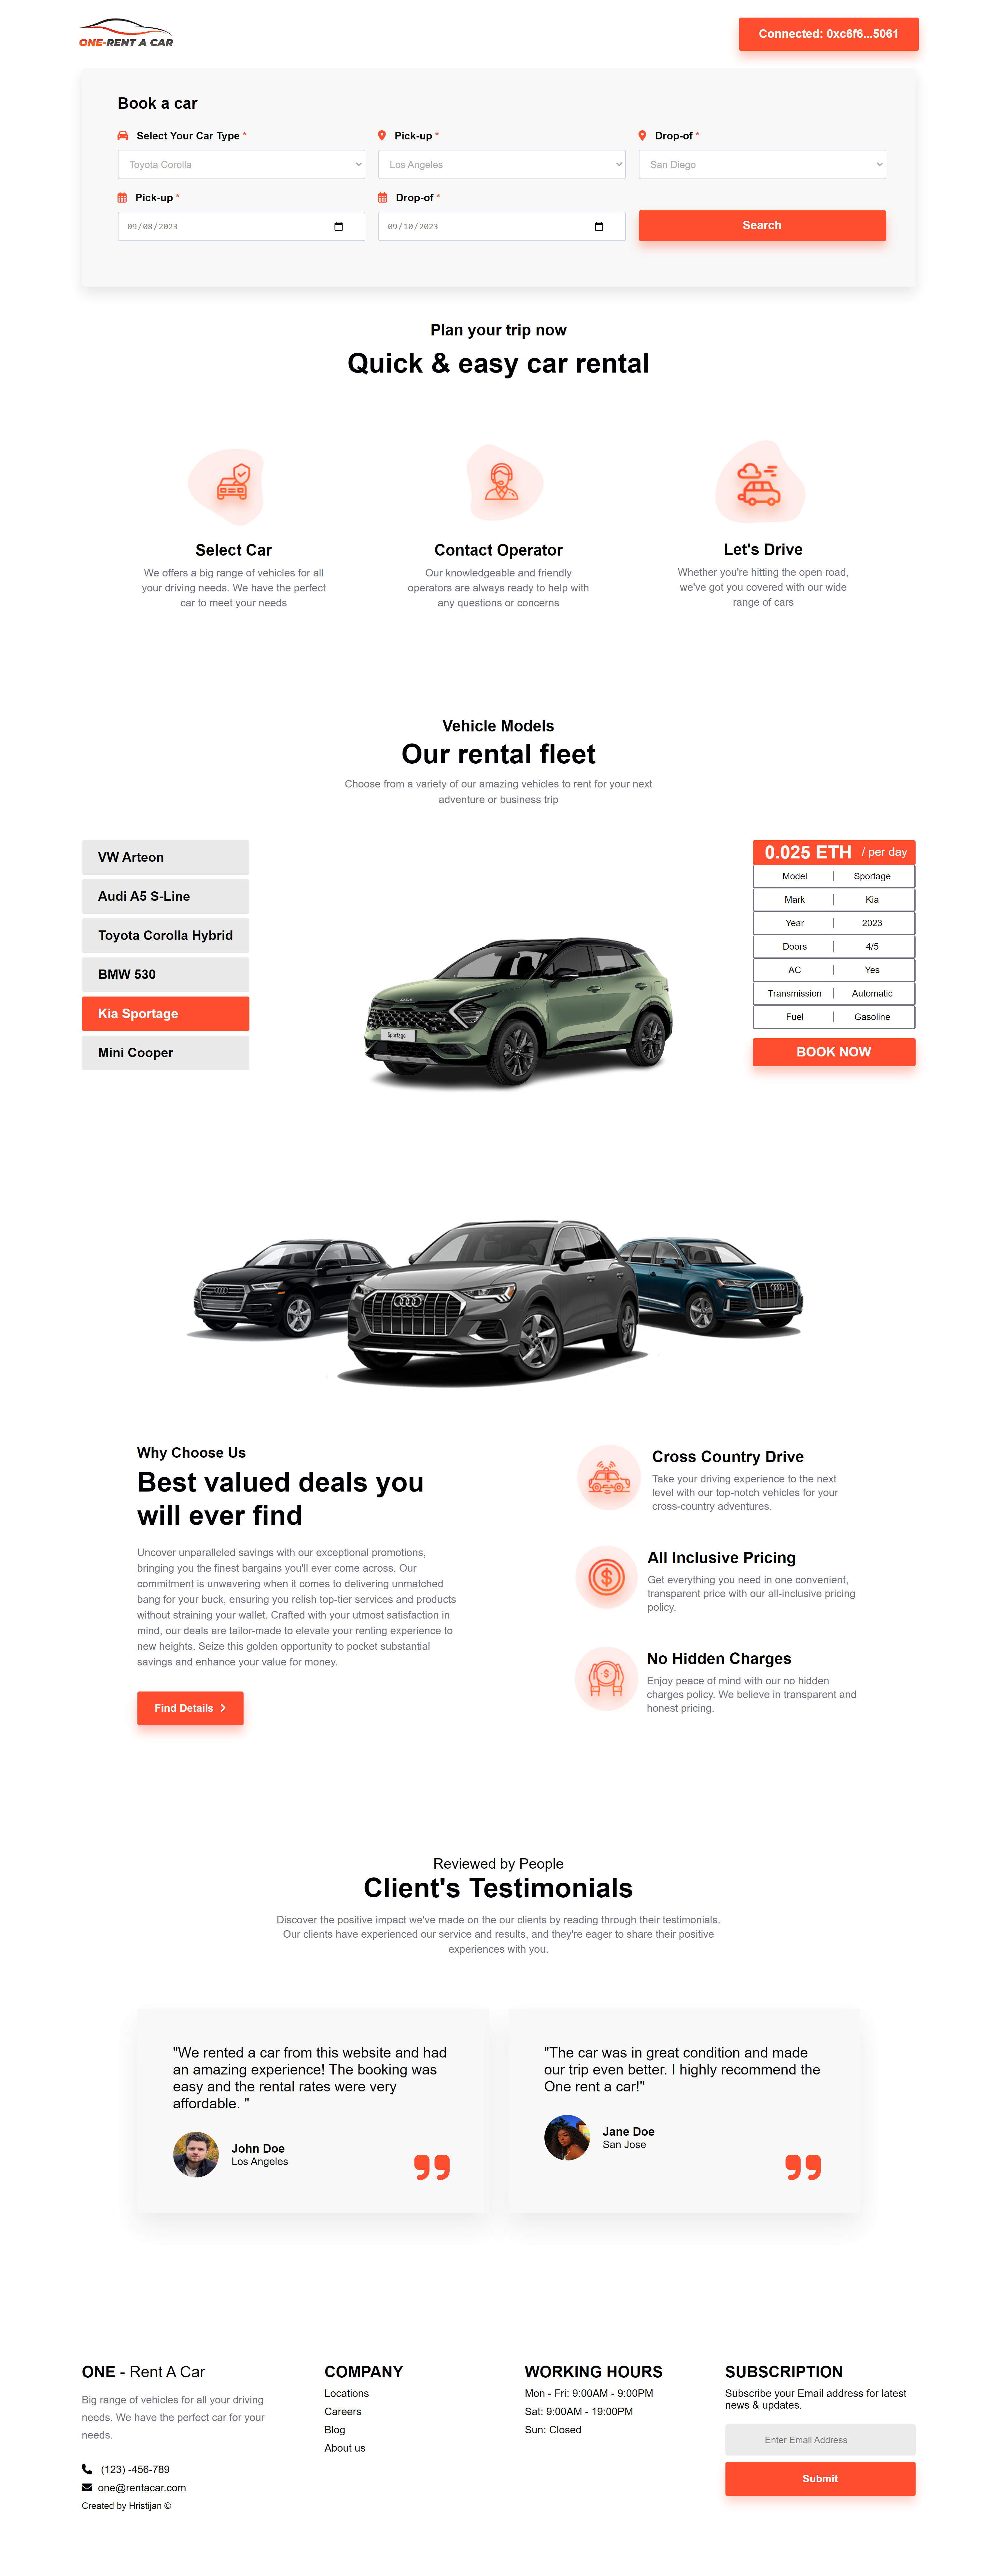 ONE-RENT A CAR
Connected: 0xc6f6...5061
Book a car
Select Your Car Type *
Pick-up *
Drop-of *
Toyota Corolla
Los Angeles
San Diego
Pick-up *
Drop-of *
09/08/2023
09/10/2023
Search
Plan your trip now
Quick & easy car rental
Select Car
We offers a big range of vehicles for all
your driving needs. We have the perfect
car to meet your needs
Contact Operator
Our knowledgeable and friendly
operators are always ready to help with
any questions or concerns
Let's Drive
Whether you're hitting the open road,
we've got you covered with our wide
range of cars
Vehicle Models
Our rental fleet
Choose from a variety of our amazing vehicles to rent for your next
adventure or business trip
VW Arteon
Audi A5 S-Line
Toyota Corolla Hybrid
BMW 530
Kia Sportage
Mini Cooper
Sportage
0.025 ETH / per day
Model | Sportage
Mark | Kia
Year | 2023
Doors | 4/5
AC | Yes
Transmission | Automatic
Fuel | Gasoline
BOOK NOW
Why Choose Us
Best valued deals you
will ever find
Uncover unparalleled savings with our exceptional promotions,
bringing you the finest bargains you'll ever come across. Our
commitment is unwavering when it comes to delivering unmatched
bang for your buck, ensuring you relish top-tier services and products
without straining your wallet. Crafted with your utmost satisfaction in
mind, our deals are tailor-made to elevate your renting experience to
new heights. Seize this golden opportunity to pocket substantial
savings and enhance your value for money.
Find Details
Cross Country Drive
Take your driving experience to the next
level with our top-notch vehicles for your
cross-country adventures.
All Inclusive Pricing
Get everything you need in one convenient,
transparent price with our all-inclusive pricing
policy.
No Hidden Charges
Enjoy peace of mind with our no hidden
charges policy. We believe in transparent and
honest pricing.
Reviewed by People
Client's Testimonials
Discover the positive impact we've made on the our clients by reading through their testimonials.
Our clients have experienced our service and results, and they're eager to share their positive
experiences with you.
"We rented a car from this website and had
an amazing experience! The booking was
easy and the rental rates were very
affordable. "
John Doe
Los Angeles
"The car was in great condition and made
our trip even better. I highly recommend the
One rent a car!"
Jane Doe
San Jose
ONE - Rent A Car
Big range of vehicles for all your driving
needs. We have the perfect car for your
needs.
(123) -456-789
one@rentacar.com
Created by Hristijan ©
COMPANY
Locations
Careers
Blog
About us
WORKING HOURS
Mon - Fri: 9:00AM - 9:00PM
Sat: 9:00AM - 19:00PM
Sun: Closed
SUBSCRIPTION
Subscribe your Email address for latest
news & updates.
Enter Email Address
Submit